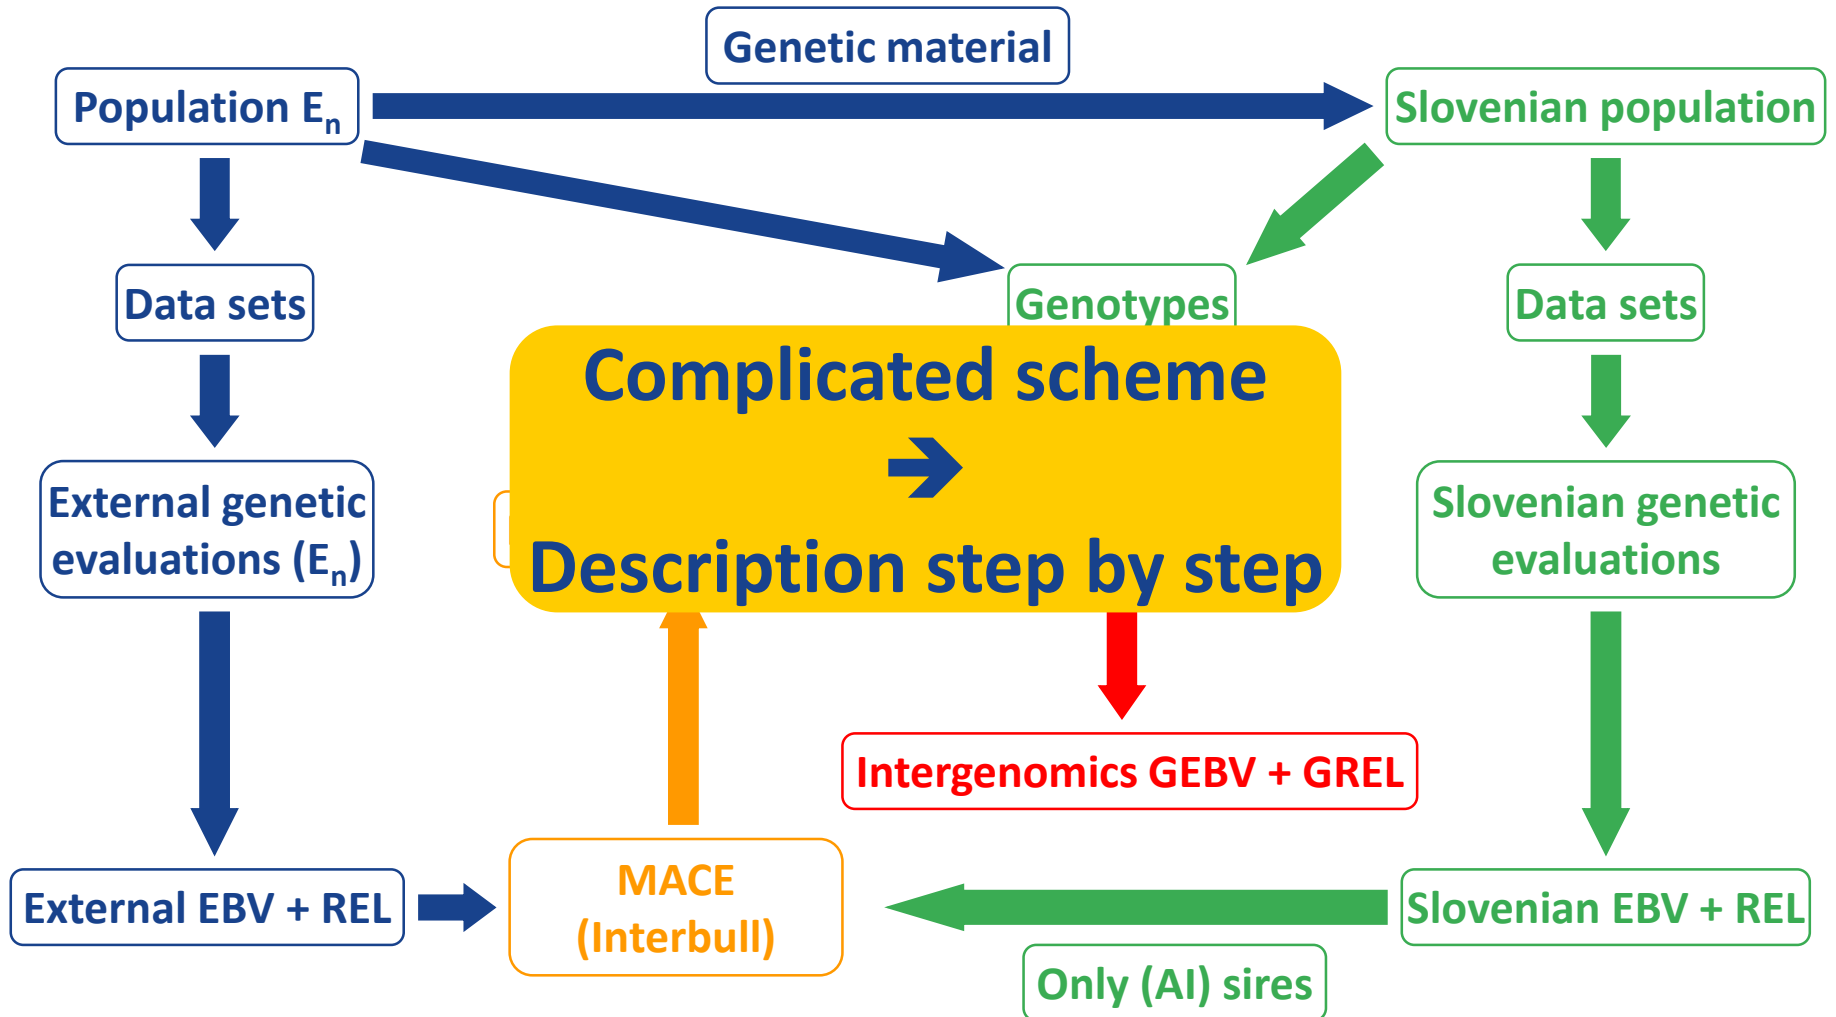 Genetic material
Population En
Slovenian population
Data sets
Genotypes
Data sets
Complicated scheme
➔
Description step by step
External genetic
evaluations (En)
Slovenian genetic
evaluations
Intergenomics GEBV + GREL
External EBV + REL
MACE
(Interbull)
Slovenian EBV + REL
Only (AI) sires